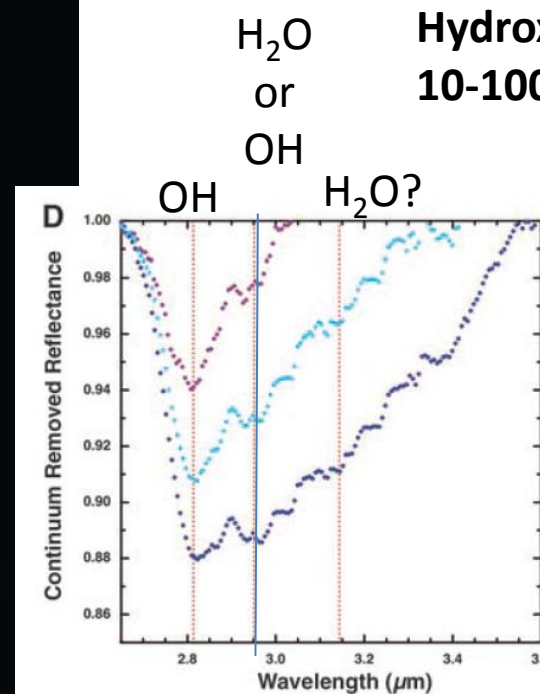 H₂O
or
OH
Hydrox
10-100
OH
H₂O?
D
1.00
0.98
0.96
0.94
0.92
0.90
0.88
0.86
Continuum Removed Reflectance
2.8 3.0 3.2 3.4 3.
Wavelength (μm)